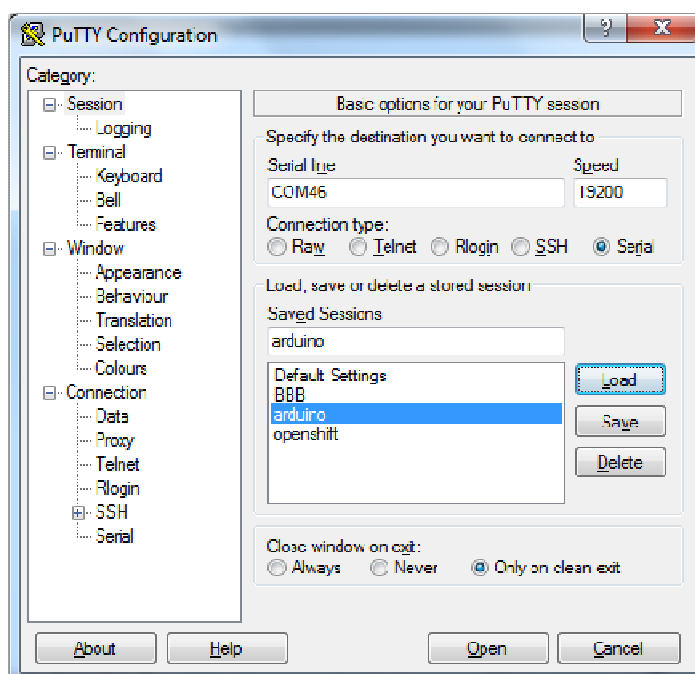 PuTTY Configuration
?
X
Category:
Session
Logging
Terminal
Keyboard
Bell
Features
Window
Appearance
Behaviour
Translation
Selection
Colours
Connection
Data
Proxy
Telnet
Rlogin
SSH
Serial
Basic options for your PuTTY session
Specify the destination you want to connect to
Serial line Speed
COM46 19200
Connection type:
Raw Telnet Rlogin SSH Serial
Load, save or delete a stored session
Saved Sessions
arduino
Default Settings
BBB
arduino
openshift
Load
Save
Delete
Close window on exit:
Always Never Only on clean exit
About Help Open Cancel